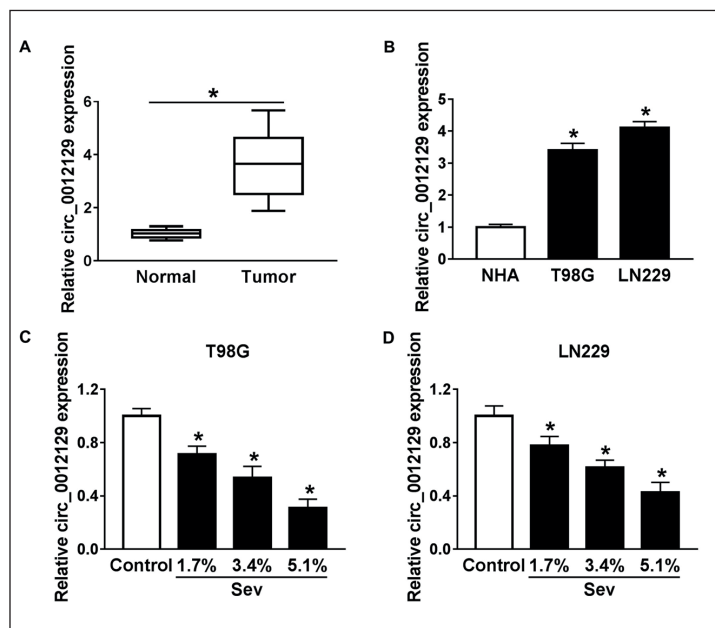 A
Relative circ_0012129 expression
6
4
2
0
*
Normal Tumor
B
Relative circ_0012129 expression
5
4
3
2
1
0
* *
NHA T98G LN229
C
T98G
Relative circ_0012129 expression
1.2
0.8
0.4
0.0
* * *
Control 1.7% 3.4% 5.1%
Sev
D
LN229
Relative circ_0012129 expression
1.2
0.8
0.4
0.0
* * *
Control 1.7% 3.4% 5.1%
Sev